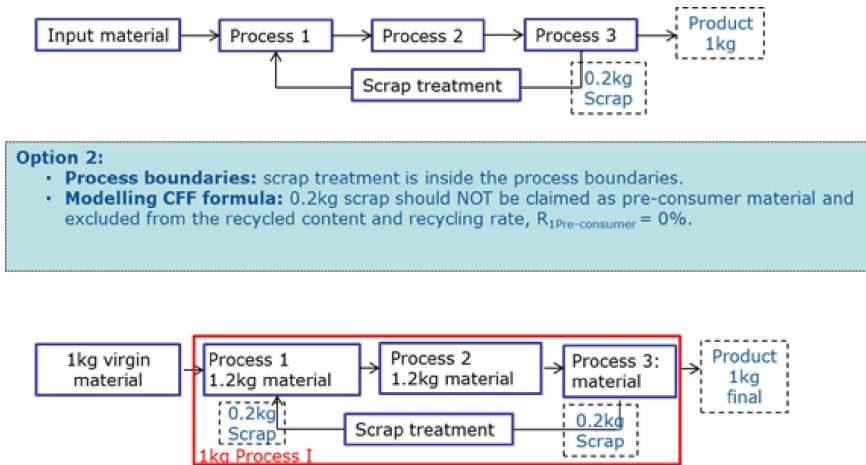 Input material
Process 1
Process 2
Process 3
Product
1kg
Scrap treatment
0.2kg
Scrap
Option 2:
• Process boundaries: scrap treatment is inside the process boundaries.
• Modelling CFF formula: 0.2kg scrap should NOT be claimed as pre-consumer material and
excluded from the recycled content and recycling rate, R1Pre-consumer = 0%.
1kg virgin
material
Process 1
1.2kg material
Process 2
1.2kg material
Process 3:
material
Product
1kg
final
0.2kg
Scrap
Scrap treatment
0.2kg
Scrap
1kg Process I